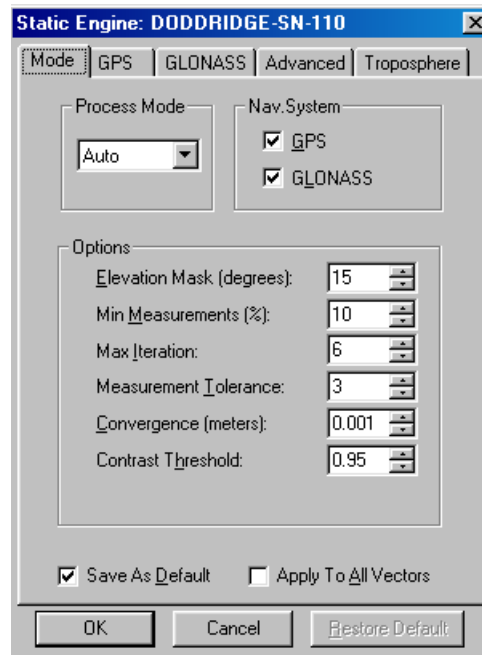 Static Engine: DODDRIDGE-SN-110
Mode GPS GLONASS Advanced Troposphere
Process Mode
Auto
Nav.System
GPS
GLONASS
Options
Elevation Mask (degrees): 15
Min Measurements (%): 10
Max Iteration: 6
Measurement Tolerance: 3
Convergence (meters): 0.001
Contrast Threshold: 0.95
Save As Default Apply To All Vectors
OK Cancel Restore Default